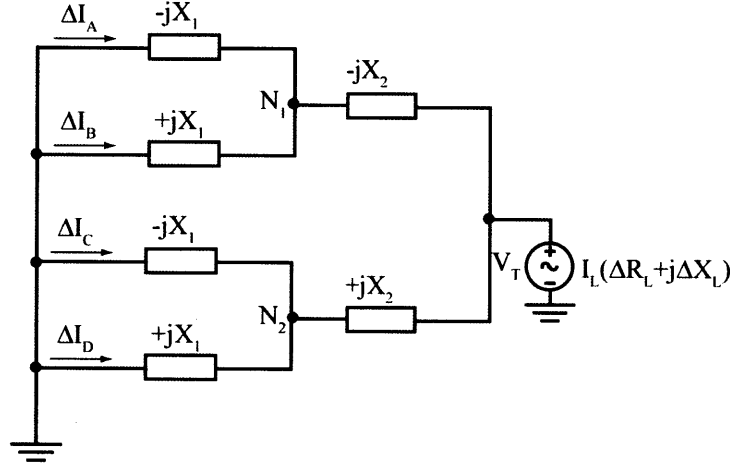 ΔI_A
-jX_1
-jX_2
N_1
ΔI_B
+jX_1
ΔI_C
-jX_1
V_T
+
~
-
I_L(ΔR_L+jΔX_L)
+jX_2
N_2
ΔI_D
+jX_1